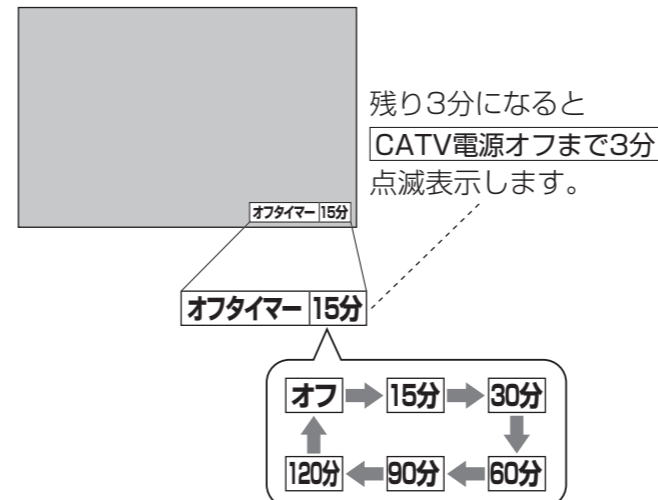 残り3分になると
CATV電源オフまで3分
点滅表示します。
オフタイマー 15分
オフタイマー 15分
オフ 15分 30分
120分 90分 60分